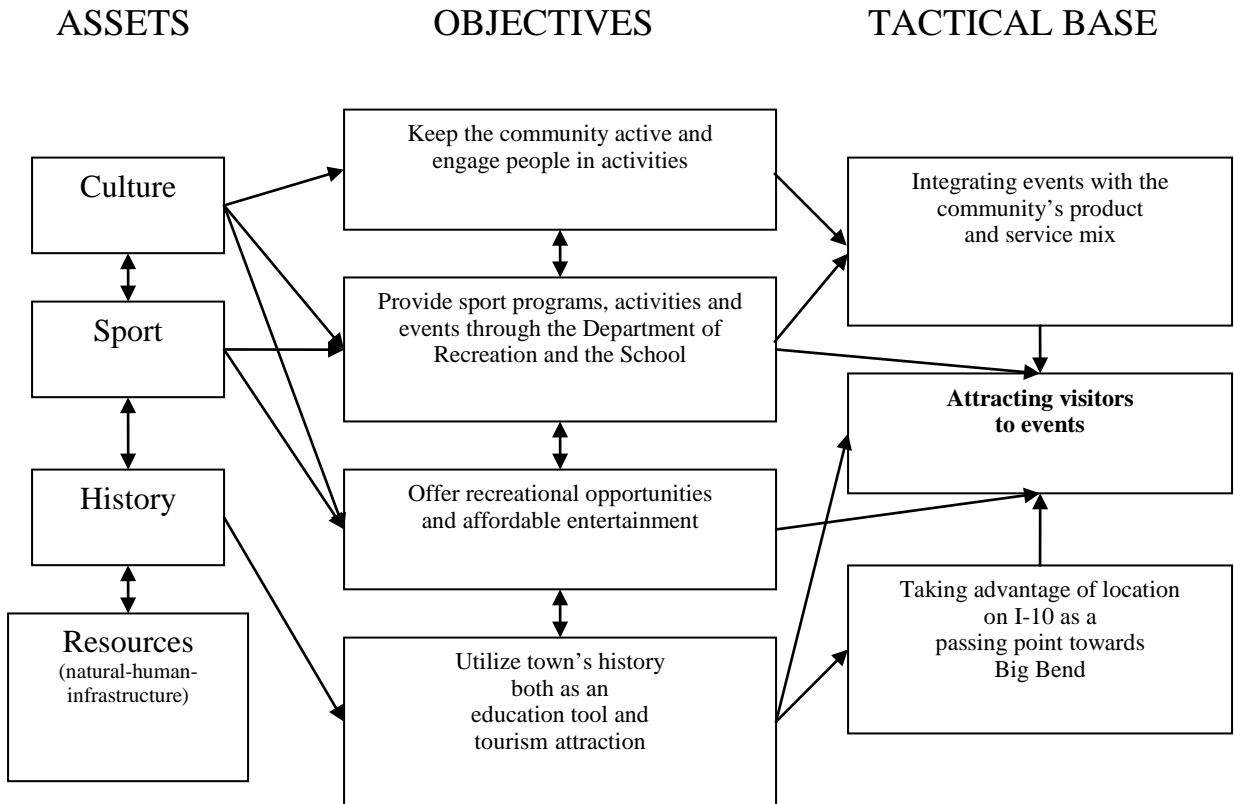 ASSETS
OBJECTIVES
TACTICAL BASE
Culture
Sport
History
Resources
(natural-human-
infrastructure)
Keep the community active and
engage people in activities
Provide sport programs, activities and
events through the Department of
Recreation and the School
Offer recreational opportunities
and affordable entertainment
Utilize town’s history
both as an
education tool and
tourism attraction
Integrating events with the
community’s product
and service mix
Attracting visitors
to events
Taking advantage of location
on I-10 as a
passing point towards
Big Bend